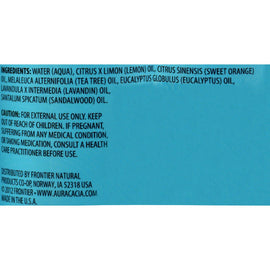 INGREDIENTS: WATER (AQUA), CITRUS X LIMON (LEMON) OIL, CITRUS SINENSIS (SWEET ORANGE)
OIL, MELALEUCA ALTERNIFOLIA (TEA TREE) OIL, EUCALYPTUS GLOBULUS (EUCALYPTUS) OIL,
LAVANDULA X INTERMEDIA (LAVANDIN) OIL,
SANTALUM SPICATUM (SANDALWOOD) OIL.
CAUTION: FOR EXTERNAL USE ONLY. KEEP
OUT OF REACH OF CHILDREN. IF PREGNANT,
SUFFERING FROM ANY MEDICAL CONDITION,
OR TAKING MEDICATION, CONSULT A HEALTH
CARE PRACTITIONER BEFORE USE.
DISTRIBUTED BY FRONTIER NATURAL
PRODUCTS CO-OP, NORWAY, IA 52318 USA
©2012 FRONTIER • WWW.AURACACIA.COM
MADE IN THE U.S.A.